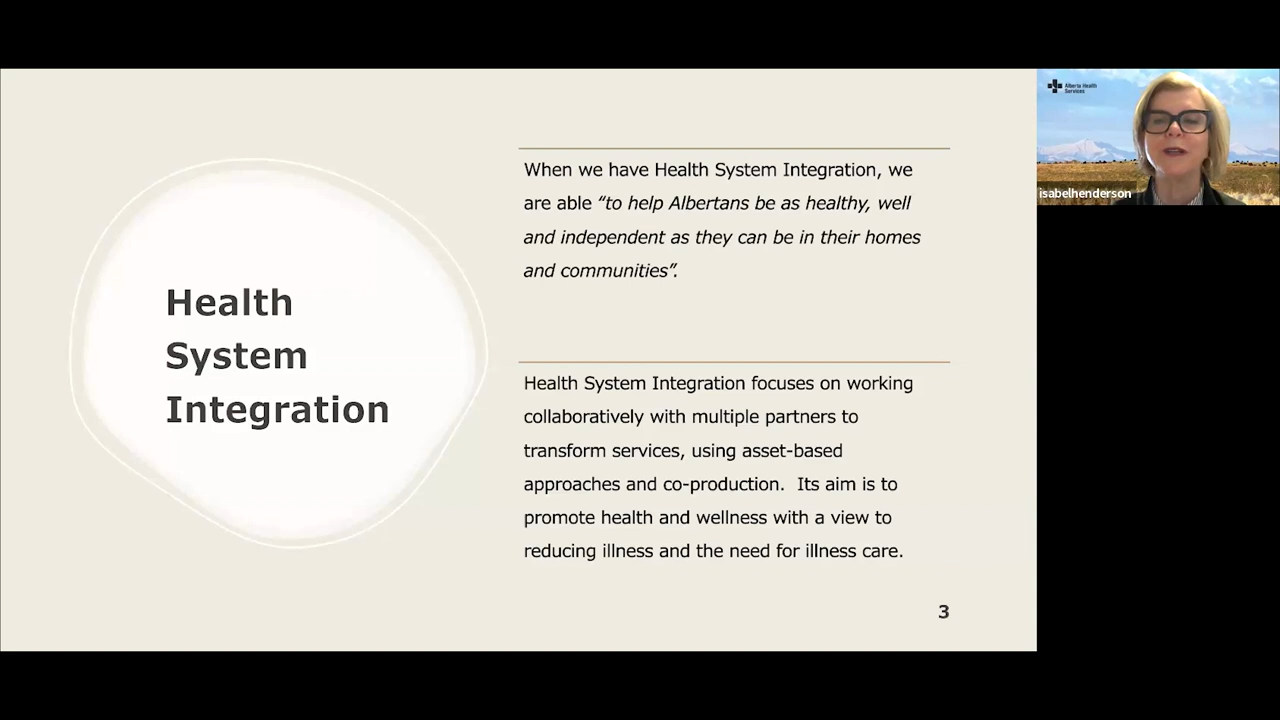 Health
System
Integration
When we have Health System Integration, we
are able “to help Albertans be as healthy, well
and independent as they can be in their homes
and communities”.
Health System Integration focuses on working
collaboratively with multiple partners to
transform services, using asset-based
approaches and co-production.  Its aim is to
promote health and wellness with a view to
reducing illness and the need for illness care.
3
Alberta Health
Services
isabelhenderson